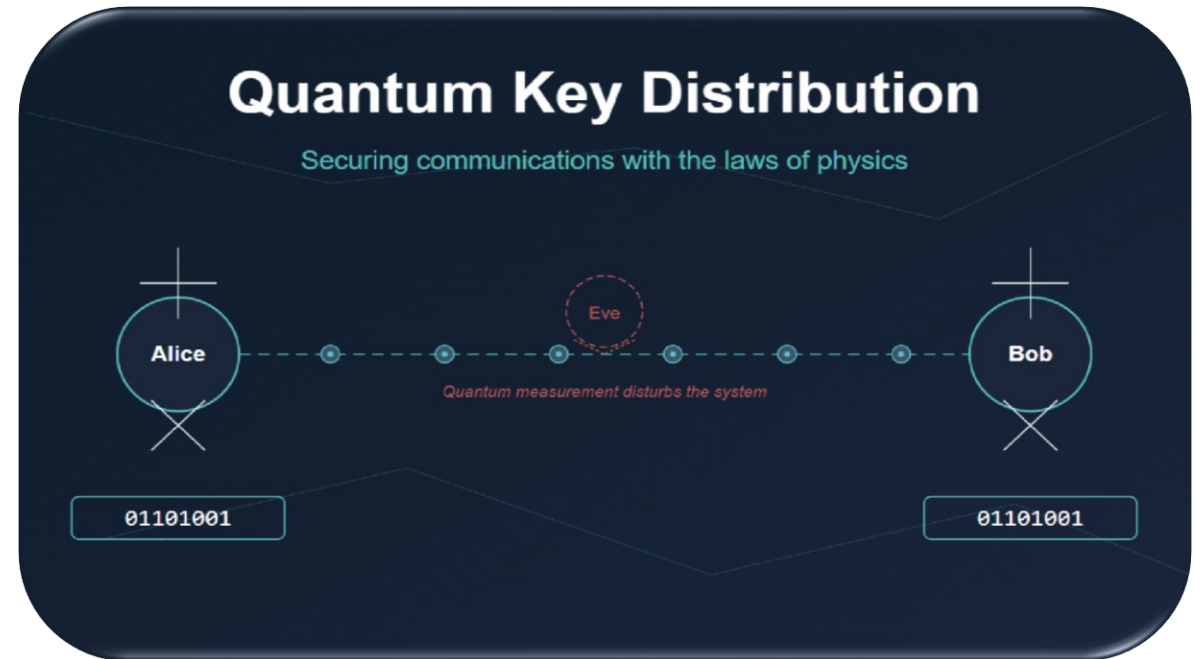 Quantum Key Distribution
Securing communications with the laws of physics
Eve
Alice
Bob
Quantum measurement disturbs the system
01101001
01101001